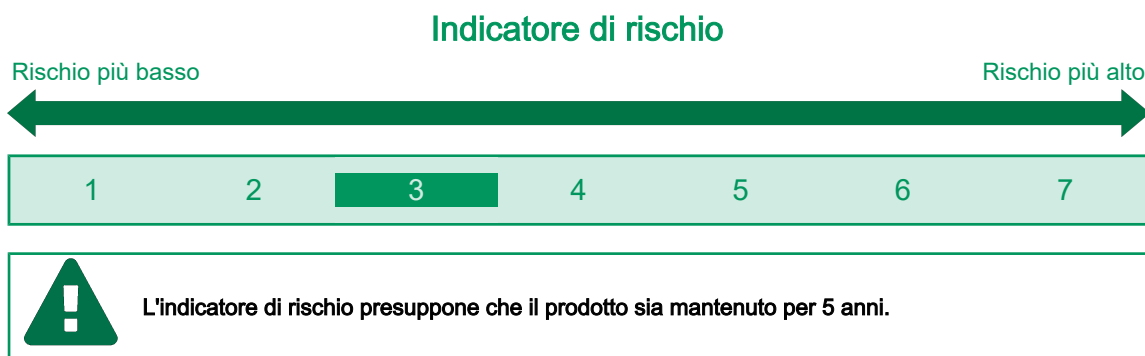 Indicatore di rischio
Rischio più basso
Rischio più alto
1 2 3 4 5 6 7
L'indicatore di rischio presuppone che il prodotto sia mantenuto per 5 anni.